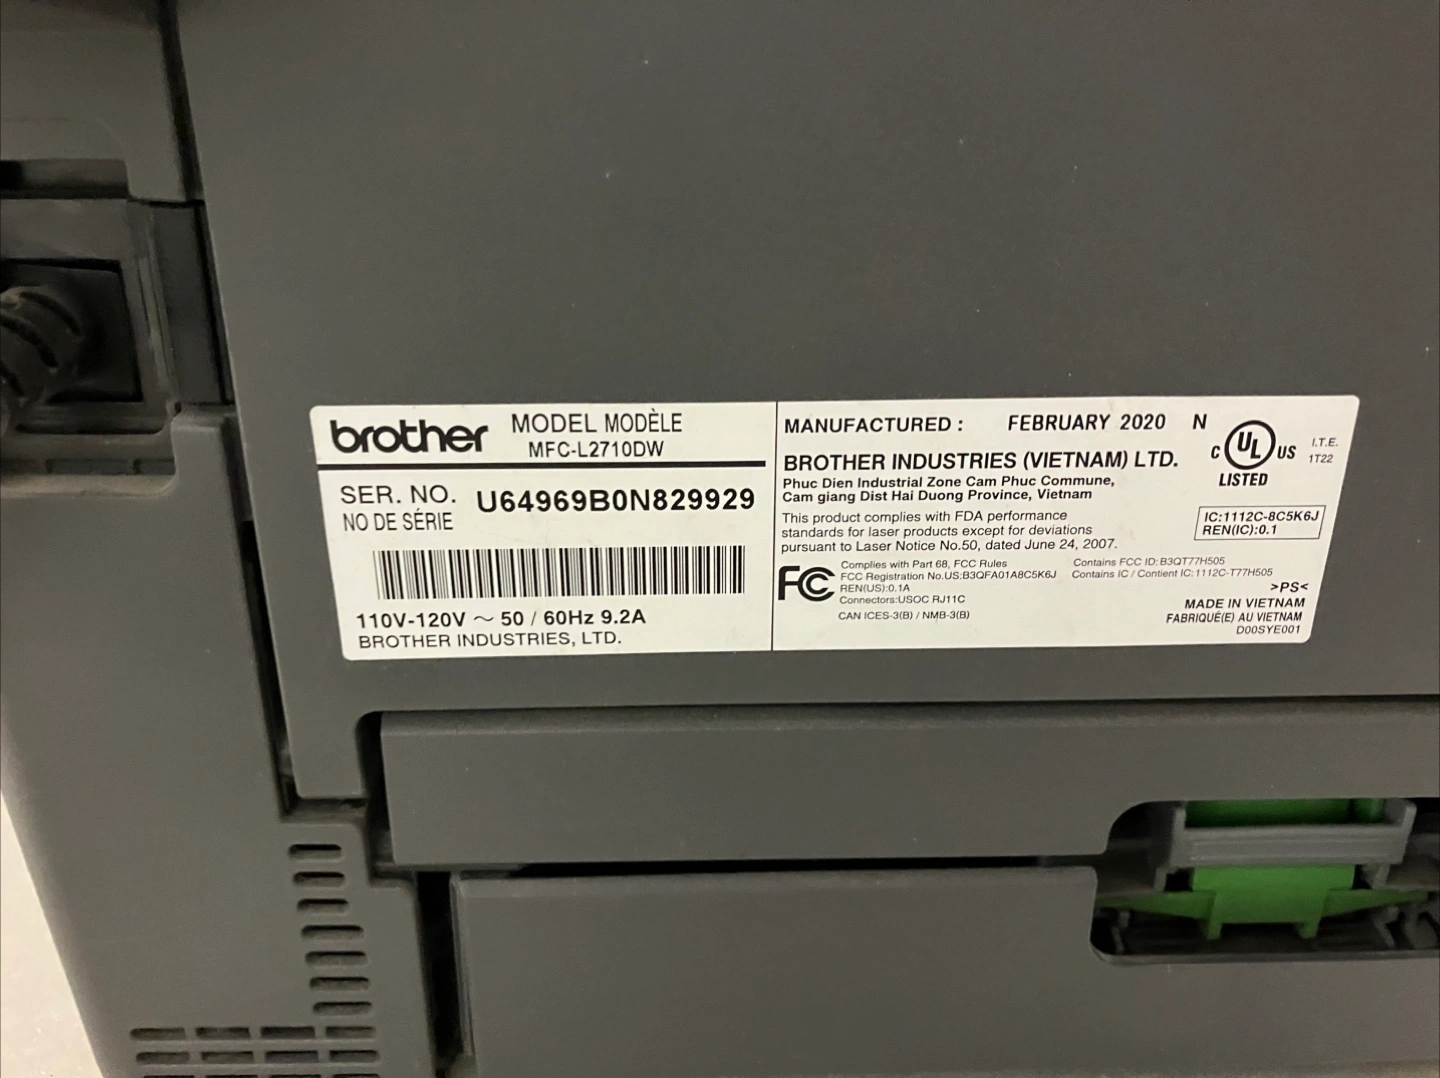 brother MODEL MODÈLE
MFC-L2710DW
SER. NO. U64969B0N829929
NO DE SÉRIE
110V-120V ～ 50 / 60Hz 9.2A
BROTHER INDUSTRIES, LTD.
MANUFACTURED : FEBRUARY 2020 N
BROTHER INDUSTRIES (VIETNAM) LTD.
Phuc Dien Industrial Zone Cam Phuc Commune,
Cam giang Dist Hai Duong Province, Vietnam
This product complies with FDA performance
standards for laser products except for deviations
pursuant to Laser Notice No.50, dated June 24, 2007.
C UL US
LISTED
I.T.E.
1T22
IC:1112C-8C5K6J
REN(IC):0.1
FC
Complies with Part 68, FCC Rules
FCC Registration No.US:B3QFA01A8C5K6J
REN(US):0.1A
Connectors:USOC RJ11C
CAN ICES-3(B) / NMB-3(B)
Contains FCC ID:B3QT77H505
Contains IC / Contient IC:1112C-T77H505
>PS<
MADE IN VIETNAM
FABRIQUÉ(E) AU VIETNAM
D00SYE001